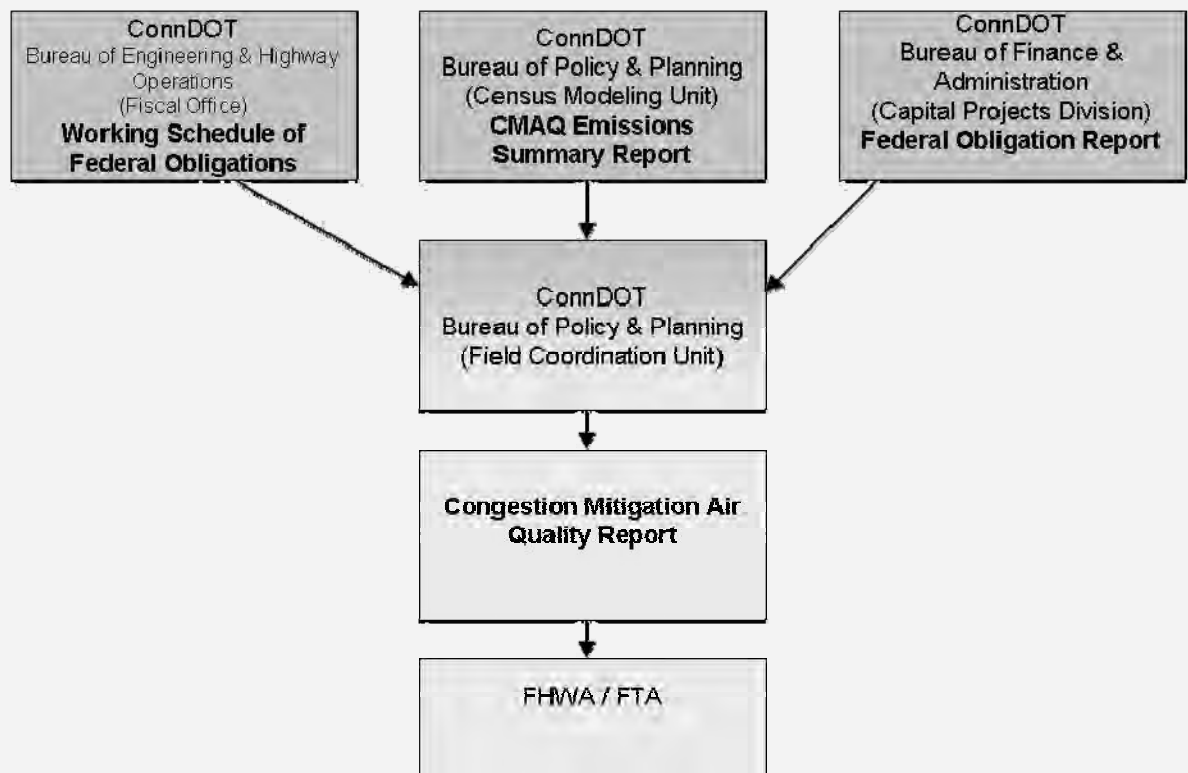 ConnDOT
Bureau of Engineering & Highway
Operations
(Fiscal Office)
Working Schedule of
Federal Obligations
ConnDOT
Bureau of Policy & Planning
(Census Modeling Unit)
CMAQ Emissions
Summary Report
ConnDOT
Bureau of Finance &
Administration
(Capital Projects Division)
Federal Obligation Report
ConnDOT
Bureau of Policy & Planning
(Field Coordination Unit)
Congestion Mitigation Air
Quality Report
FHWA / FTA